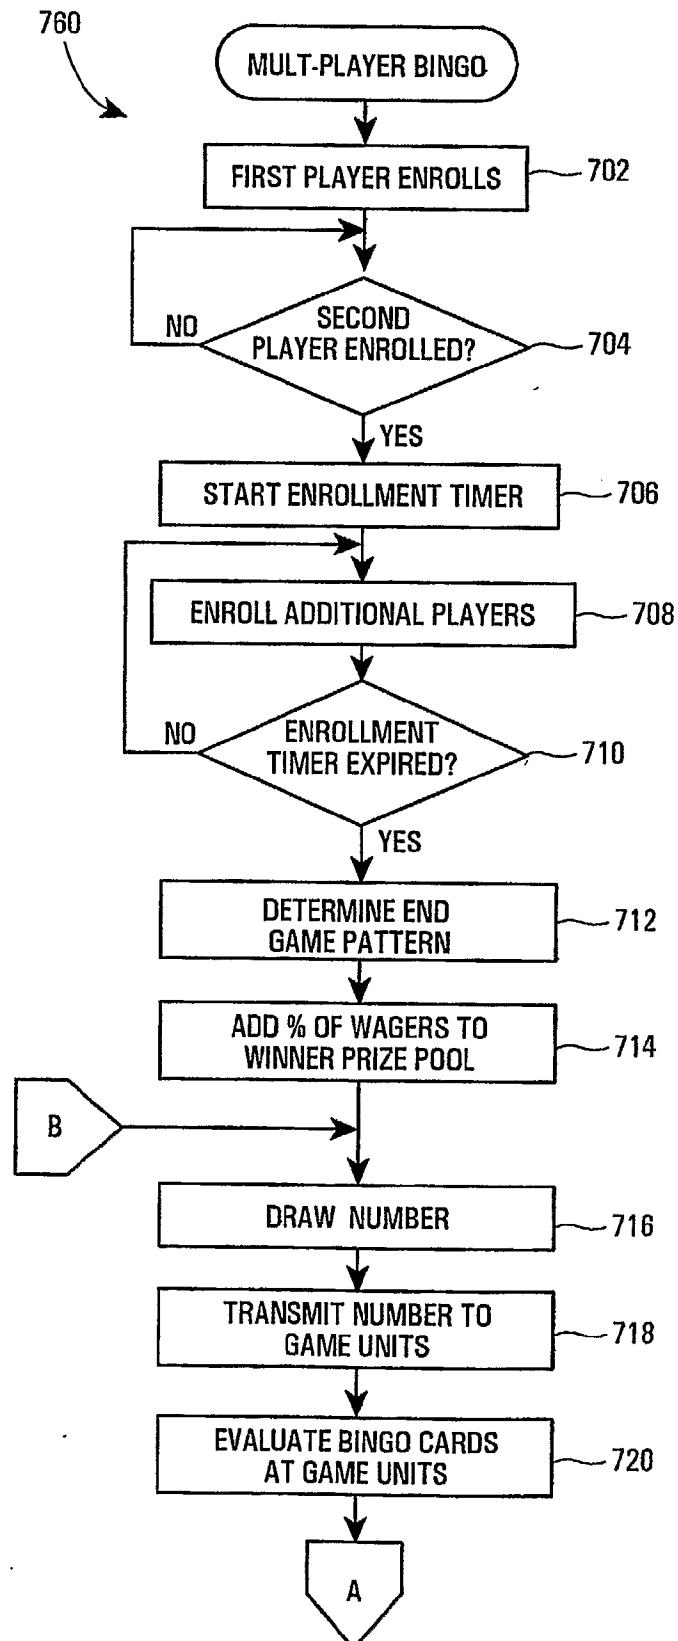 760
MULT-PLAYER BINGO
FIRST PLAYER ENROLLS
702
SECOND
PLAYER ENROLLED?
704
NO
YES
START ENROLLMENT TIMER
706
ENROLL ADDITIONAL PLAYERS
708
ENROLLMENT
TIMER EXPIRED?
710
NO
YES
DETERMINE END
GAME PATTERN
712
ADD % OF WAGERS TO
WINNER PRIZE POOL
714
B
DRAW NUMBER
716
TRANSMIT NUMBER TO
GAME UNITS
718
EVALUATE BINGO CARDS
AT GAME UNITS
720
A